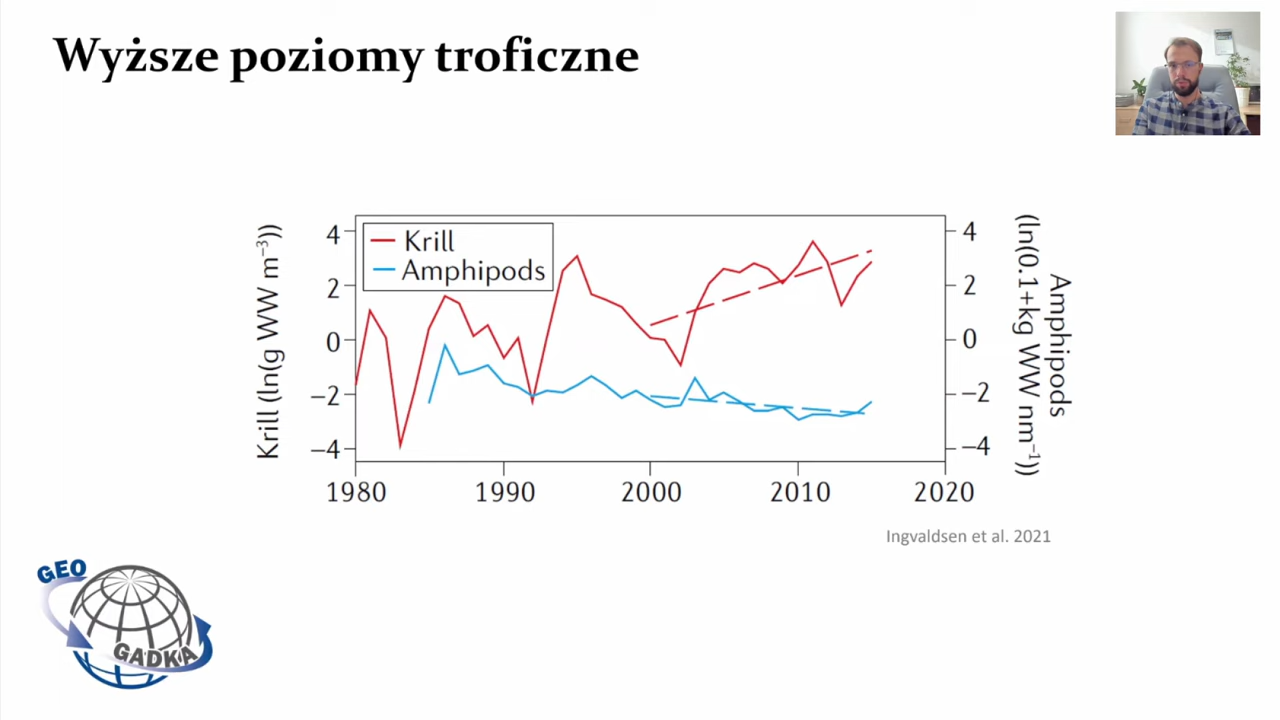 Wyższe poziomy troficzne
Krill (ln(g WW m⁻³))
4
2
0
−2
−4
Krill
Amphipods
4
2
0
−2
−4
Amphipods
(ln(0.1+kg WW nm⁻¹))
1980 1990 2000 2010 2020
Ingvaldsen et al. 2021
GEO
GADKA